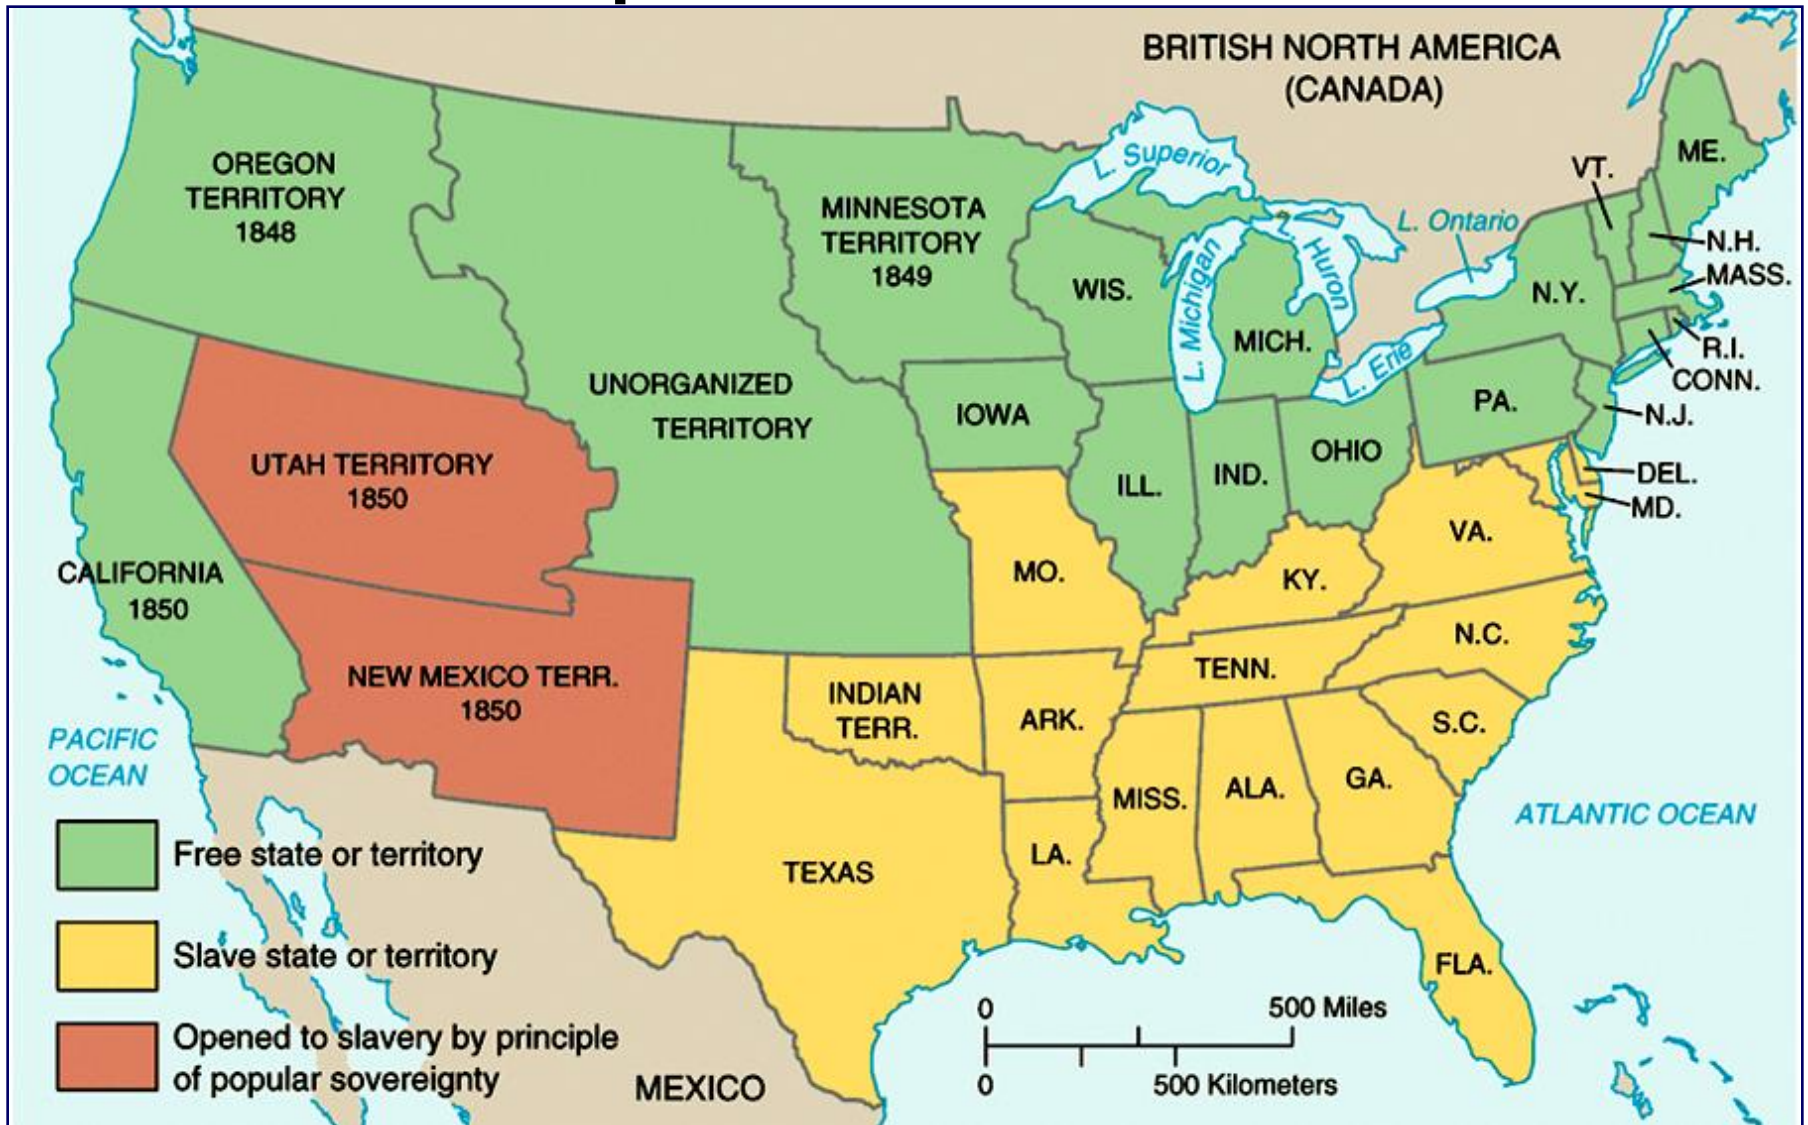 BRITISH NORTH AMERICA
(CANADA)
OREGON
TERRITORY
1848
MINNESOTA
TERRITORY
1849
L. Superior
L. Michigan
L. Huron
L. Ontario
L. Erie
VT.
ME.
N.H.
MASS.
R.I.
CONN.
N.Y.
WIS.
MICH.
UNORGANIZED
TERRITORY
IOWA
PA.
N.J.
UTAH TERRITORY
1850
ILL.
IND.
OHIO
DEL.
MD.
VA.
CALIFORNIA
1850
MO.
KY.
N.C.
TENN.
NEW MEXICO TERR.
1850
INDIAN
TERR.
ARK.
S.C.
MISS.
ALA.
GA.
PACIFIC
OCEAN
ATLANTIC OCEAN
TEXAS
LA.
FLA.
Free state or territory
Slave state or territory
Opened to slavery by principle
of popular sovereignty
MEXICO
0 500 Miles
0 500 Kilometers